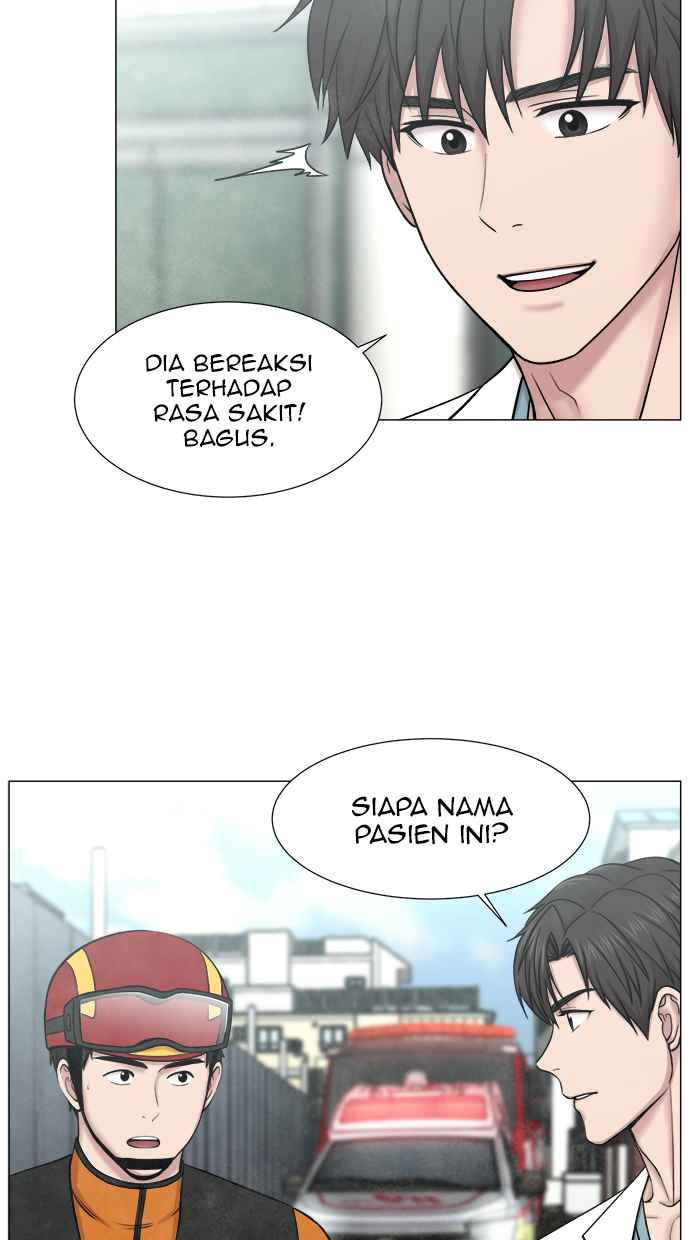 DIA BEREAKSI
TERHADAP
RASA SAKIT!
BAGUS.
SIAPA NAMA
PASIEN INI?